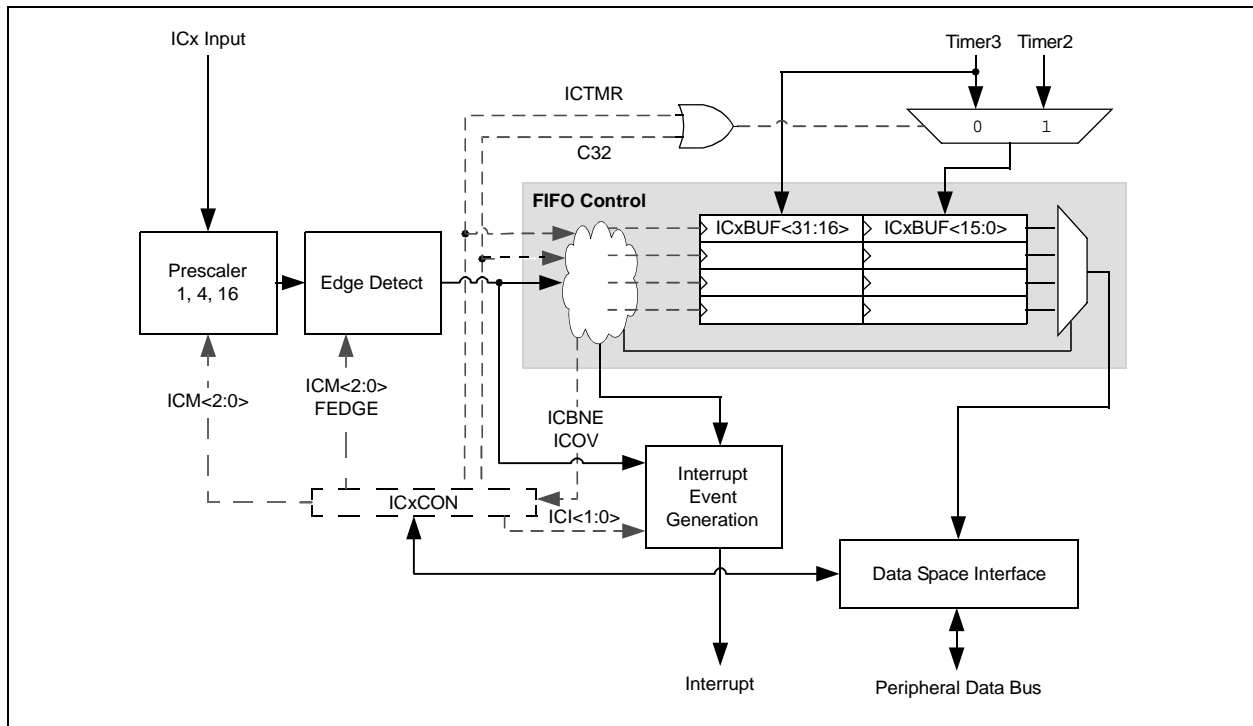 ICx Input
Timer3
Timer2
ICTMR
0
1
C32
FIFO Control
ICxBUF<31:16>
ICxBUF<15:0>
Prescaler
1, 4, 16
Edge Detect
ICM<2:0>
ICM<2:0>
FEDGE
ICBNE
ICOV
Interrupt
Event
Generation
ICxCON
ICI<1:0>
Data Space Interface
Interrupt
Peripheral Data Bus